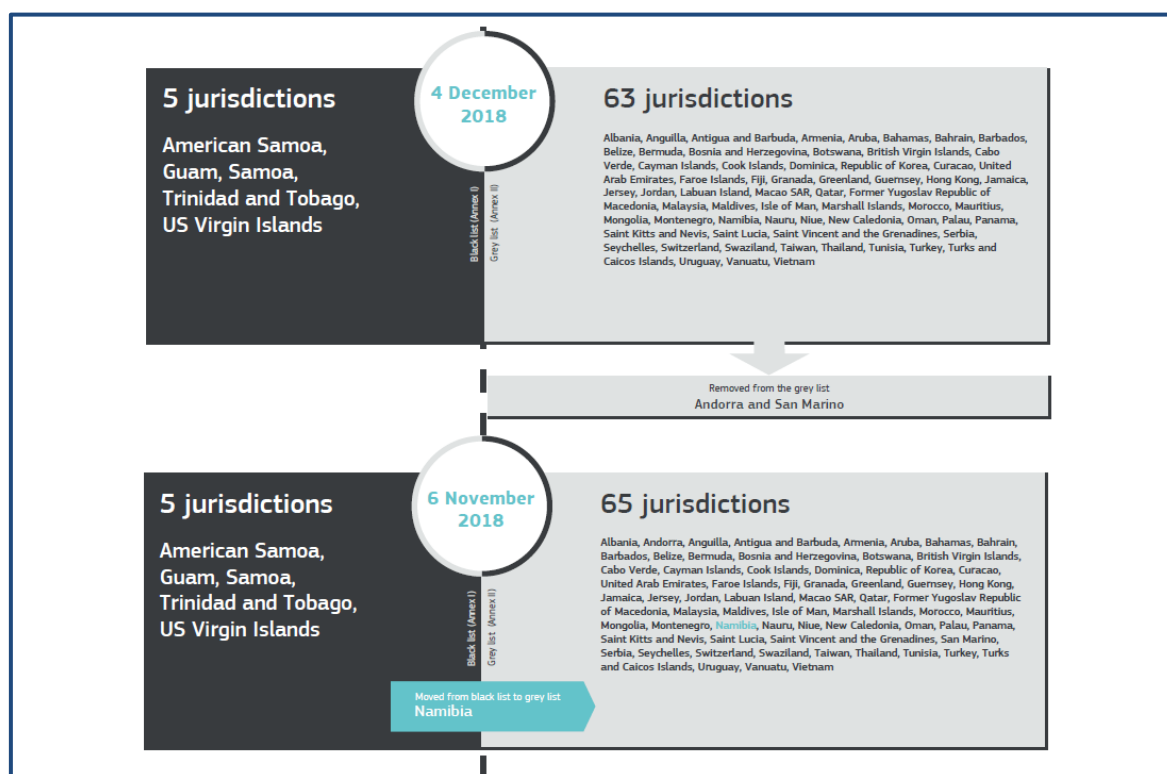 5 jurisdictions
American Samoa,
Guam, Samoa,
Trinidad and Tobago,
US Virgin Islands
4 December
2018
Black list (Annex I)
Grey list (Annex II)
63 jurisdictions
Albania, Anguilla, Antigua and Barbuda, Armenia, Aruba, Bahamas, Bahrain, Barbados,
Belize, Bermuda, Bosnia and Herzegovina, Botswana, British Virgin Islands, Cabo
Verde, Cayman Islands, Cook Islands, Dominica, Republic of Korea, Curacao, United
Arab Emirates, Faroe Islands, Fiji, Granada, Greenland, Guernsey, Hong Kong, Jamaica,
Jersey, Jordan, Labuan Island, Macao SAR, Qatar, Former Yugoslav Republic of
Macedonia, Malaysia, Maldives, Isle of Man, Marshall Islands, Morocco, Mauritius,
Mongolia, Montenegro, Namibia, Nauru, Niue, New Caledonia, Oman, Palau, Panama,
Saint Kitts and Nevis, Saint Lucia, Saint Vincent and the Grenadines, Serbia,
Seychelles, Switzerland, Swaziland, Taiwan, Thailand, Tunisia, Turkey, Turks and
Caicos Islands, Uruguay, Vanuatu, Vietnam
Removed from the grey list
Andorra and San Marino
5 jurisdictions
American Samoa,
Guam, Samoa,
Trinidad and Tobago,
US Virgin Islands
6 November
2018
Black list (Annex I)
Grey list (Annex II)
65 jurisdictions
Albania, Andorra, Anguilla, Antigua and Barbuda, Armenia, Aruba, Bahamas, Bahrain,
Barbados, Belize, Bermuda, Bosnia and Herzegovina, Botswana, British Virgin Islands,
Cabo Verde, Cayman Islands, Cook Islands, Dominica, Republic of Korea, Curacao,
United Arab Emirates, Faroe Islands, Fiji, Granada, Greenland, Guernsey, Hong Kong,
Jamaica, Jersey, Jordan, Labuan Island, Macao SAR, Qatar, Former Yugoslav Republic
of Macedonia, Malaysia, Maldives, Isle of Man, Marshall Islands, Morocco, Mauritius,
Mongolia, Montenegro, Namibia, Nauru, Niue, New Caledonia, Oman, Palau, Panama,
Saint Kitts and Nevis, Saint Lucia, Saint Vincent and the Grenadines, San Marino,
Serbia, Seychelles, Switzerland, Swaziland, Taiwan, Thailand, Tunisia, Turkey, Turks
and Caicos Islands, Uruguay, Vanuatu, Vietnam
Moved from black list to grey list
Namibia